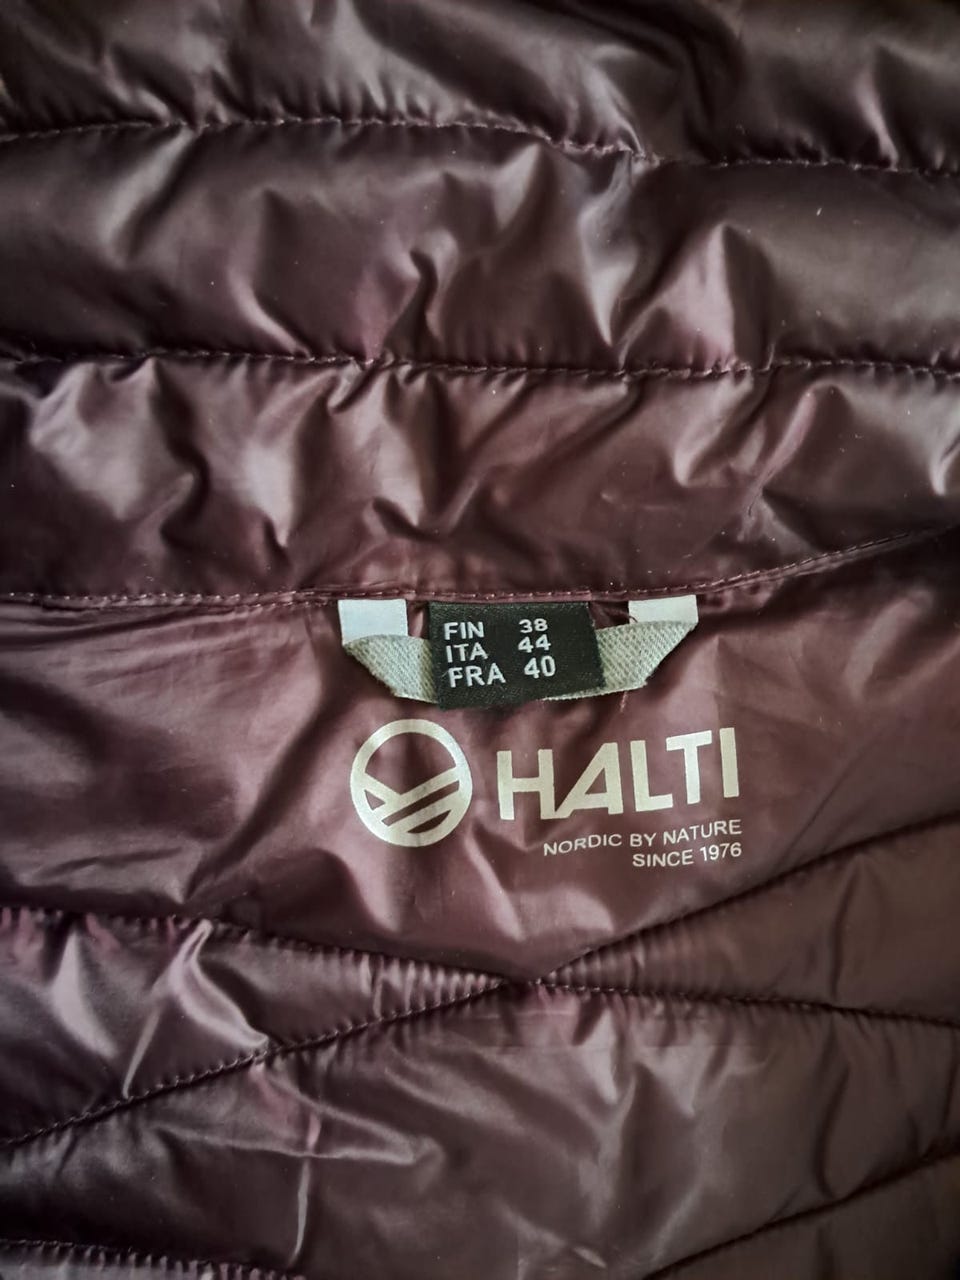 FIN 38
ITA 44
FRA 40
HALTI
NORDIC BY NATURE
SINCE 1976